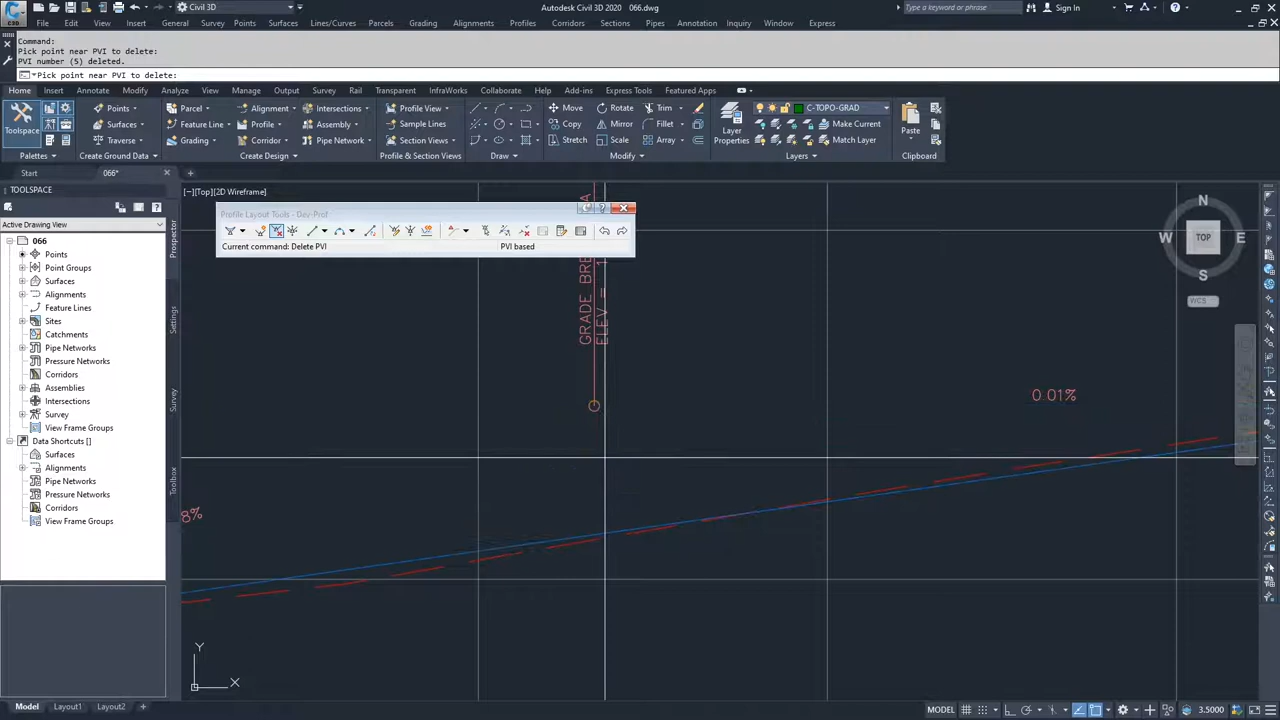 Civil 3D
Autodesk Civil 3D 2020 066.dwg
Type a keyword or phrase
Sign In
C3D
File Edit View Insert General Survey Points Surfaces Lines/Curves Parcels Grading Alignments Profiles Corridors Sections Pipes Annotation Inquiry Window Express
Command:
Pick point near PVI to delete:
PVI number (5) deleted.
Pick point near PVI to delete:
Home Insert Annotate Modify Analyze View Manage Output Survey Rail Transparent InfraWorks Collaborate Help Add-ins Express Tools Featured Apps
Toolspace
Points
Surfaces
Traverse
Parcel
Feature Line
Grading
Alignment
Profile
Corridor
Intersections
Assembly
Pipe Network
Profile View
Sample Lines
Section Views
Move
Copy
Stretch
Rotate
Mirror
Scale
Trim
Fillet
Array
Layer
Properties
C-TOPO-GRAD
Make Current
Match Layer
Paste
Palettes
Create Ground Data
Create Design
Profile & Section Views
Draw
Modify
Layers
Clipboard
Start
066*
TOOLSPACE
Active Drawing View
066
Points
Point Groups
Surfaces
Alignments
Feature Lines
Sites
Catchments
Pipe Networks
Pressure Networks
Corridors
Assemblies
Intersections
Survey
View Frame Groups
Data Shortcuts []
Surfaces
Alignments
Pipe Networks
Pressure Networks
Corridors
View Frame Groups
Prospector
Settings
Survey
Toolbox
[−][Top][2D Wireframe]
Profile Layout Tools - Dev-Prof
Current command: Delete PVI
PVI based
GRADE BRE
ELEV = 1
0.01%
8%
N
W
TOP
E
S
WCS
Y
X
Model Layout1 Layout2
MODEL
3.5000